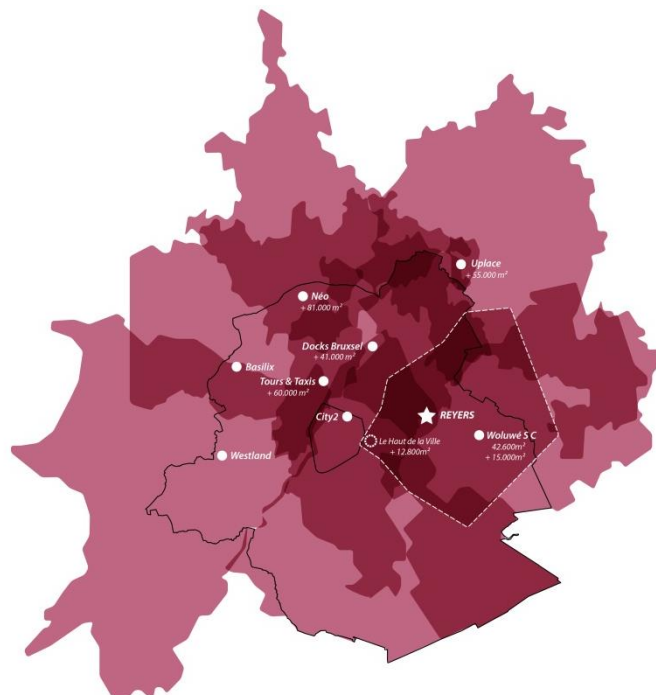 Uplace
+ 55.000 m²
Néo
+ 81.000 m²
Docks Bruxsel
+ 41.000 m²
Basilix
Tours & Taxis
+ 60.000 m²
City2
REYERS
Le Haut de la Ville
+ 12.800m²
Woluwé S C
42.600m²
+ 15.000m²
Westland